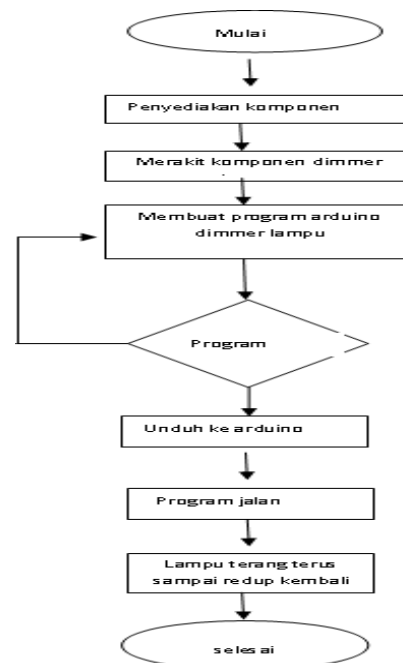 Mulai
Penyediakan komponen
Merakit komponen dimmer
Membuat program arduino
dimmer lampu
Program
Unduh ke arduino
Program jalan
Lampu terang terus
sampai redup kembali
selesai